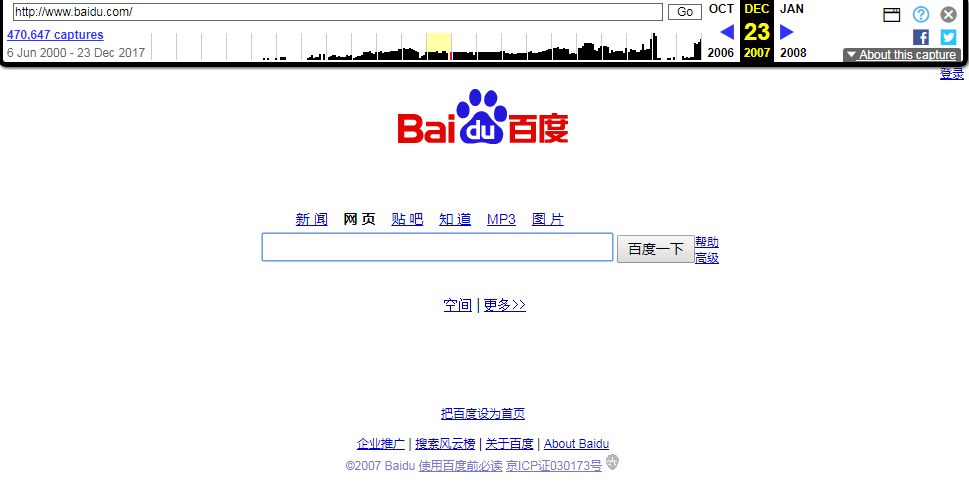 http://www.baidu.com/ Go OCT DEC JAN
470,647 captures 23
6 Jun 2000 - 23 Dec 2017 2006 2007 2008 About this capture
登录
Bai du 百度
新 闻 网 页 贴 吧 知 道 MP3 图 片
百度一下 帮助
高级
空间 | 更多>>
把百度设为首页
企业推广 | 搜索风云榜 | 关于百度 | About Baidu
©2007 Baidu 使用百度前必读 京ICP证030173号